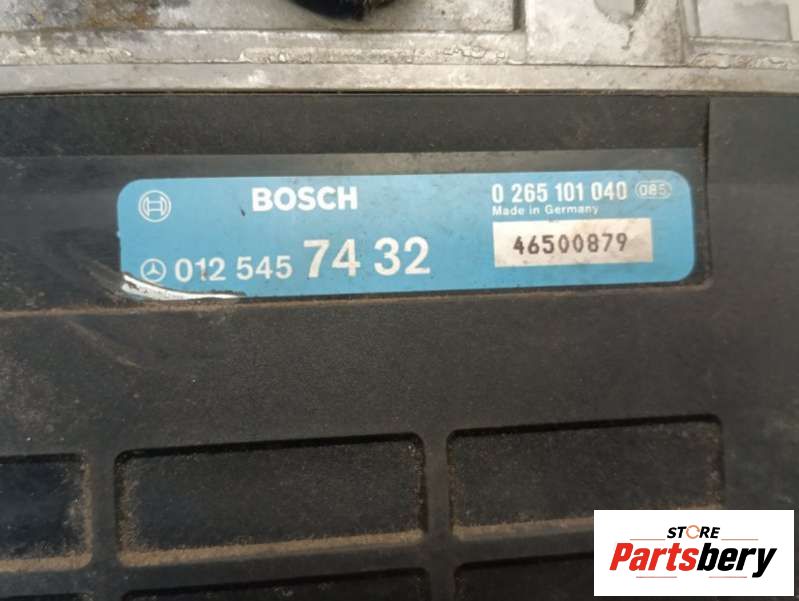 BOSCH
0 265 101 040 085
Made in Germany
46500879
012 545 74 32
STORE
Partsbery